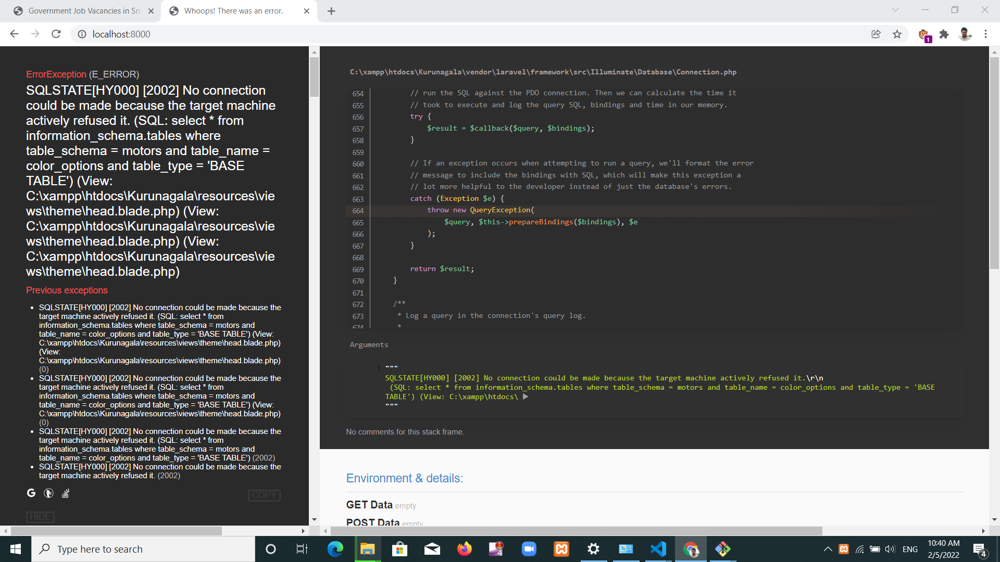 Government Job Vacancies in Sri
Whoops! There was an error.
localhost:8000
1
ErrorException (E_ERROR)
SQLSTATE[HY000] [2002] No connection
could be made because the target machine
actively refused it. (SQL: select * from
information_schema.tables where
table_schema = motors and table_name =
color_options and table_type = 'BASE
TABLE') (View:
C:\xampp\htdocs\Kurunagala\resources\vie
ws\theme\head.blade.php) (View:
C:\xampp\htdocs\Kurunagala\resources\vie
ws\theme\head.blade.php) (View:
C:\xampp\htdocs\Kurunagala\resources\vie
ws\theme\head.blade.php)
Previous exceptions
• SQLSTATE[HY000] [2002] No connection could be made because the
target machine actively refused it. (SQL: select * from
information_schema.tables where table_schema = motors and
table_name = color_options and table_type = 'BASE TABLE') (View:
C:\xampp\htdocs\Kurunagala\resources\views\theme\head.blade.php)
(View:
C:\xampp\htdocs\Kurunagala\resources\views\theme\head.blade.php)
(0)
• SQLSTATE[HY000] [2002] No connection could be made because the
target machine actively refused it. (SQL: select * from
information_schema.tables where table_schema = motors and
table_name = color_options and table_type = 'BASE TABLE') (View:
C:\xampp\htdocs\Kurunagala\resources\views\theme\head.blade.php)
(0)
• SQLSTATE[HY000] [2002] No connection could be made because the
target machine actively refused it. (SQL: select * from
information_schema.tables where table_schema = motors and
table_name = color_options and table_type = 'BASE TABLE') (2002)
• SQLSTATE[HY000] [2002] No connection could be made because the
target machine actively refused it. (2002)
COPY
HIDE
C:\xampp\htdocs\Kurunagala\vendor\laravel\framework\src\Illuminate\Database\Connection.php
654 // run the SQL against the PDO connection. Then we can calculate the time it
655 // took to execute and log the query SQL, bindings and time in our memory.
656 try {
657 $result = $callback($query, $bindings);
658 }
659
660 // If an exception occurs when attempting to run a query, we'll format the error
661 // message to include the bindings with SQL, which will make this exception a
662 // lot more helpful to the developer instead of just the database's errors.
663 catch (Exception $e) {
664 throw new QueryException(
665 $query, $this->prepareBindings($bindings), $e
666 );
667 }
668
669 return $result;
670 }
671
672 /**
673 * Log a query in the connection's query log.
674 *
Arguments
1. """
SQLSTATE[HY000] [2002] No connection could be made because the target machine actively refused it.\r\n
(SQL: select * from information_schema.tables where table_schema = motors and table_name = color_options and table_type = 'BASE
TABLE') (View: C:\xampp\htdocs\ ▶
"""
No comments for this stack frame.
Environment & details:
GET Data empty
POST Data empty
Type here to search
ENG
10:40 AM
2/5/2022
4